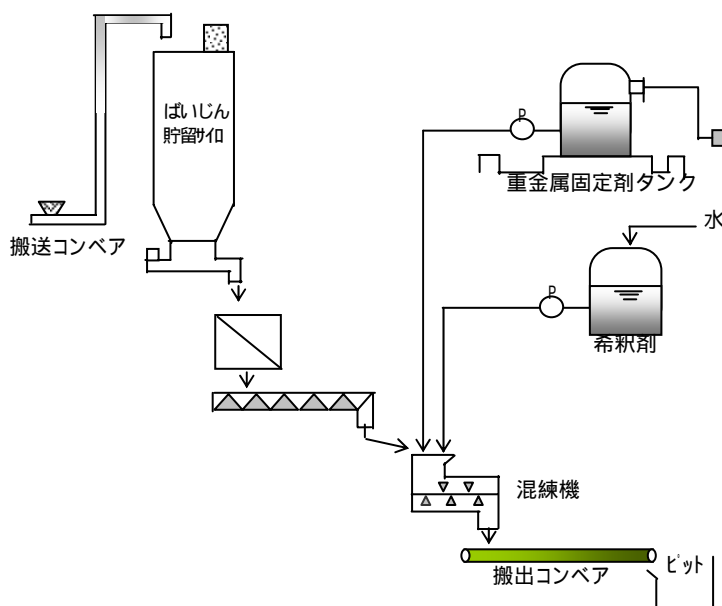 ばいじん
貯留サイロ
P
重金属固定剤タンク
水
搬送コンベア
P
希釈剤
混練機
ピット
搬出コンベア